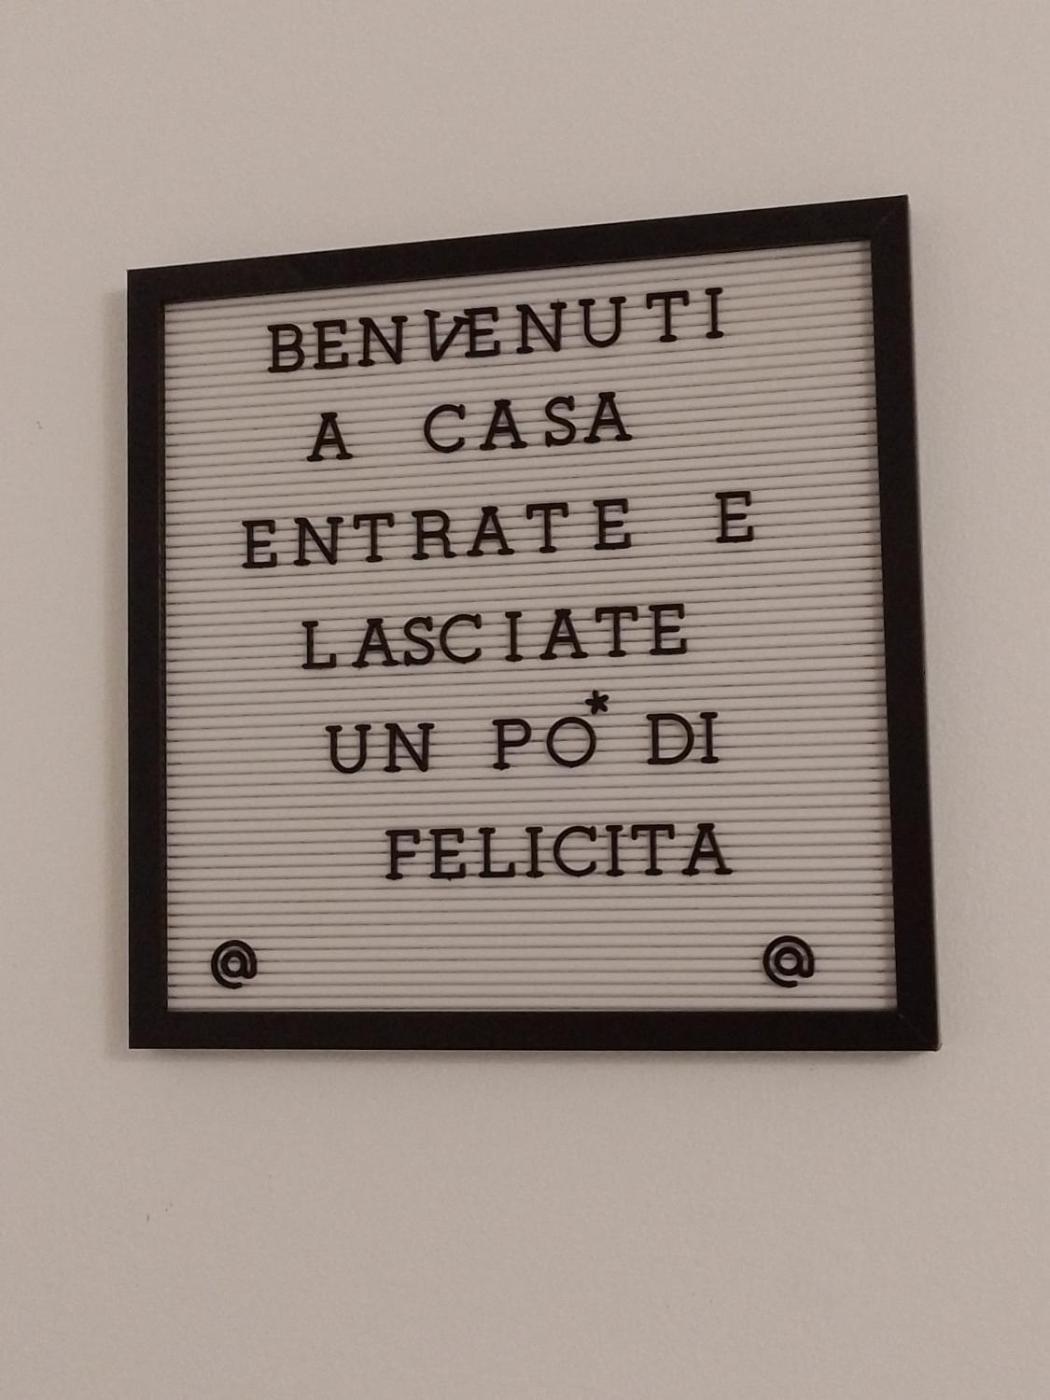 BENVENUTI
A CASA
ENTRATE E
LASCIATE
UN PO* DI
FELICITA
@ @